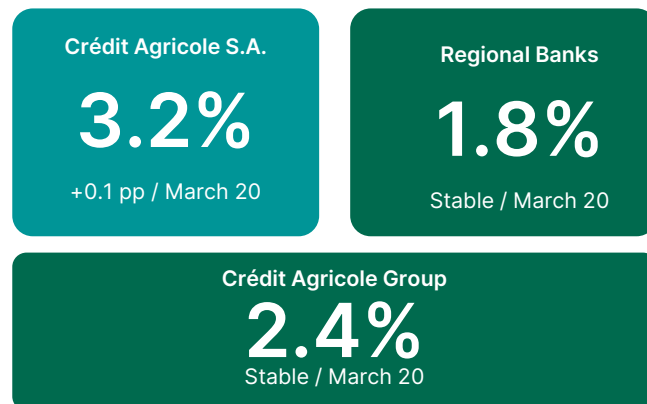 Crédit Agricole S.A.
3.2%
+0.1 pp / March 20
Regional Banks
1.8%
Stable / March 20
Crédit Agricole Group
2.4%
Stable / March 20